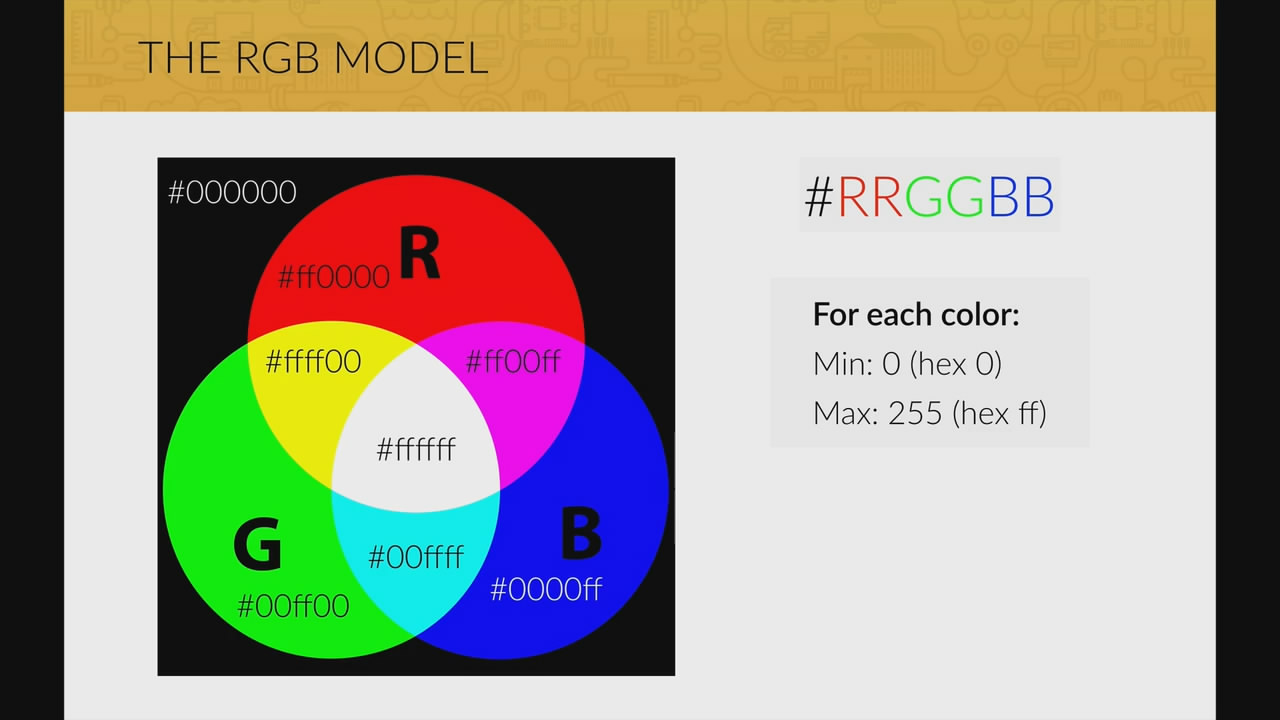 THE RGB MODEL
#000000
R
#ff0000
#ffff00
#ff00ff
#ffffff
G
B
#00ffff
#0000ff
#00ff00
#RRGGBB
For each color:
Min: 0 (hex 0)
Max: 255 (hex ff)